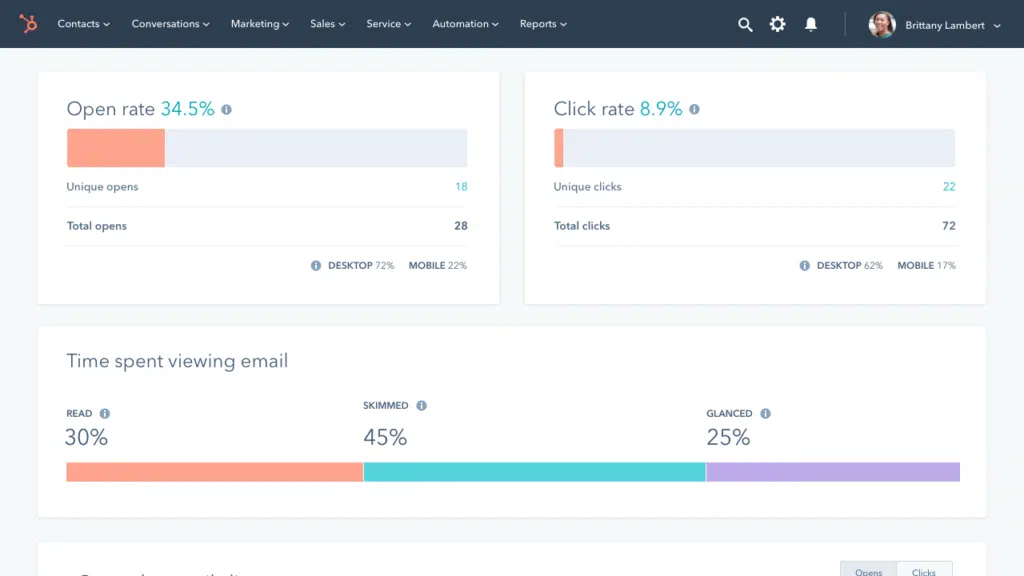 Contacts Conversations Marketing Sales Service Automation Reports Brittany Lambert
Open rate 34.5%
Unique opens 18
Total opens 28
DESKTOP 72% MOBILE 22%
Click rate 8.9%
Unique clicks 22
Total clicks 72
DESKTOP 62% MOBILE 17%
Time spent viewing email
READ
30%
SKIMMED
45%
GLANCED
25%
Opens Clicks